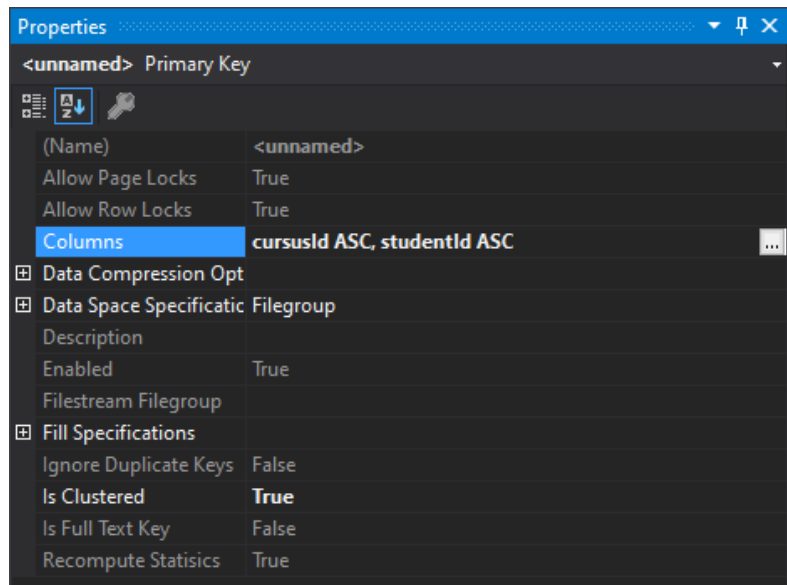 Properties
<unnamed> Primary Key
(Name) <unnamed>
Allow Page Locks True
Allow Row Locks True
Columns cursusId ASC, studentId ASC ...
Data Compression Opt
Data Space Specificatic Filegroup
Description
Enabled True
Filestream Filegroup
Fill Specifications
Ignore Duplicate Keys False
Is Clustered True
Is Full Text Key False
Recompute Statisics True